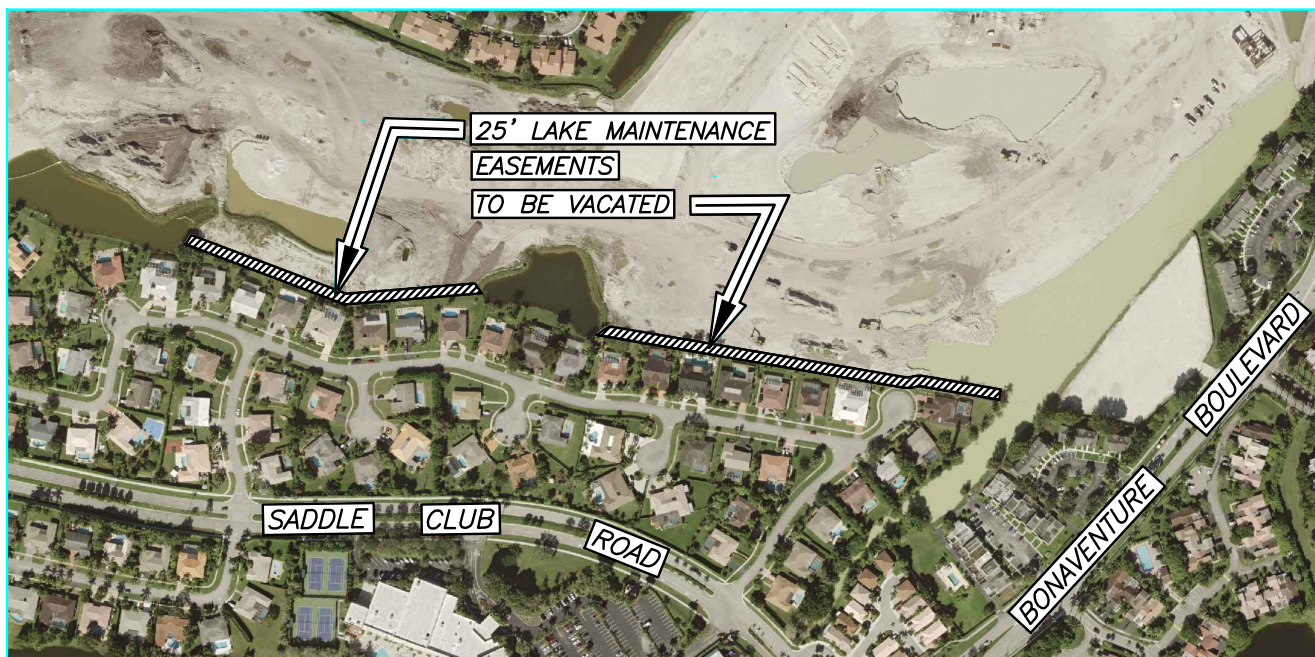 25' LAKE MAINTENANCE
EASEMENTS
TO BE VACATED
SADDLE CLUB ROAD
BONAVENTURE BOULEVARD